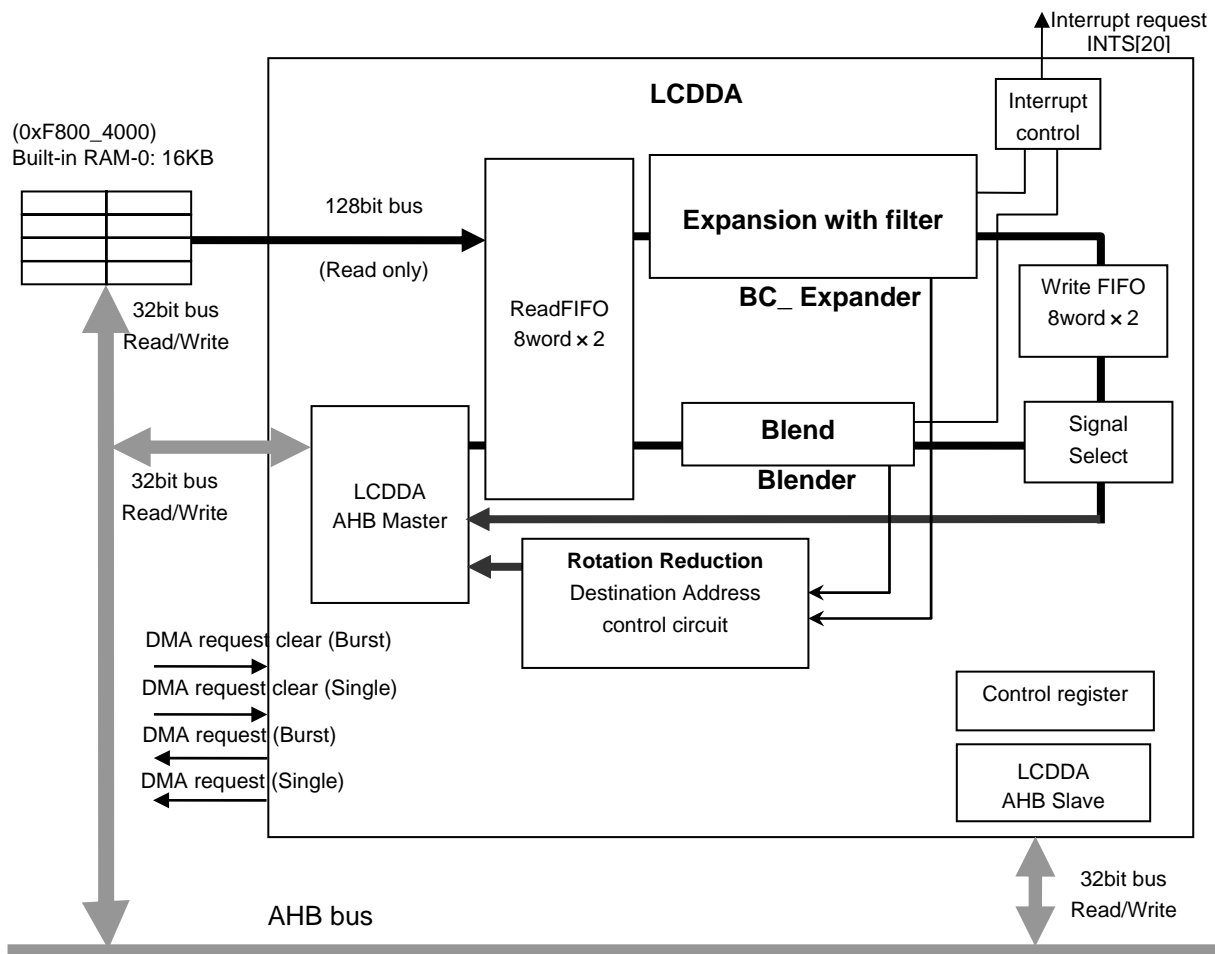 Interrupt request
INTS[20]
LCDDA
Interrupt
control
(0xF800_4000)
Built-in RAM-0: 16KB
128bit bus
(Read only)
Expansion with filter
BC_ Expander
Write FIFO
8word × 2
ReadFIFO
8word × 2
32bit bus
Read/Write
Blend
Blender
Signal
Select
32bit bus
Read/Write
LCDDA
AHB Master
Rotation Reduction
Destination Address
control circuit
DMA request clear (Burst)
DMA request clear (Single)
DMA request (Burst)
DMA request (Single)
Control register
LCDDA
AHB Slave
32bit bus
Read/Write
AHB bus